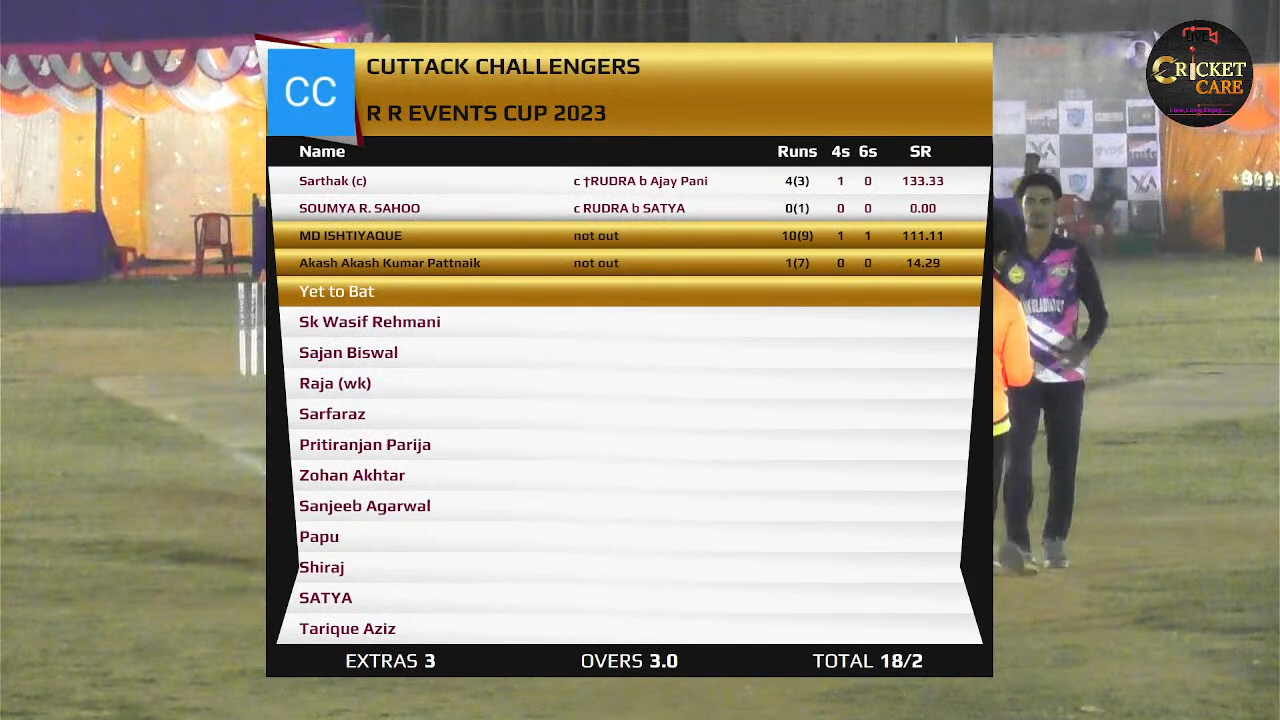 CC
CUTTACK CHALLENGERS
R R EVENTS CUP 2023
LIVE
CRICKET
CARE
Live,Love,Enjoy....
Name Runs 4s 6s SR
Sarthak (c) c †RUDRA b Ajay Pani 4(3) 1 0 133.33
SOUMYA R. SAHOO c RUDRA b SATYA 0(1) 0 0 0.00
MD ISHTIYAQUE not out 10(9) 1 1 111.11
Akash Akash Kumar Pattnaik not out 1(7) 0 0 14.29
Yet to Bat
Sk Wasif Rehmani
Sajan Biswal
Raja (wk)
Sarfaraz
Pritiranjan Parija
Zohan Akhtar
Sanjeeb Agarwal
Papu
Shiraj
SATYA
Tarique Aziz
EXTRAS 3 OVERS 3.0 TOTAL 18/2